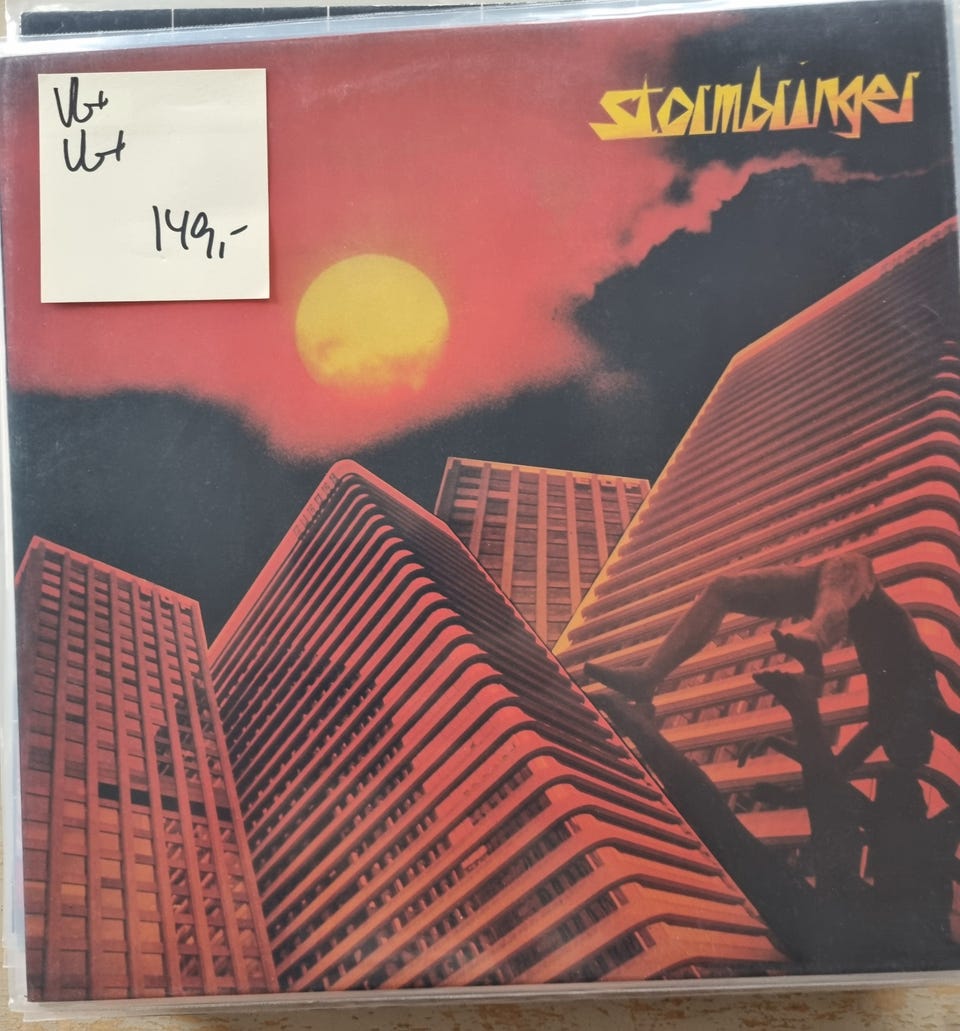 Stormbringer
VG+
VG+
149,-